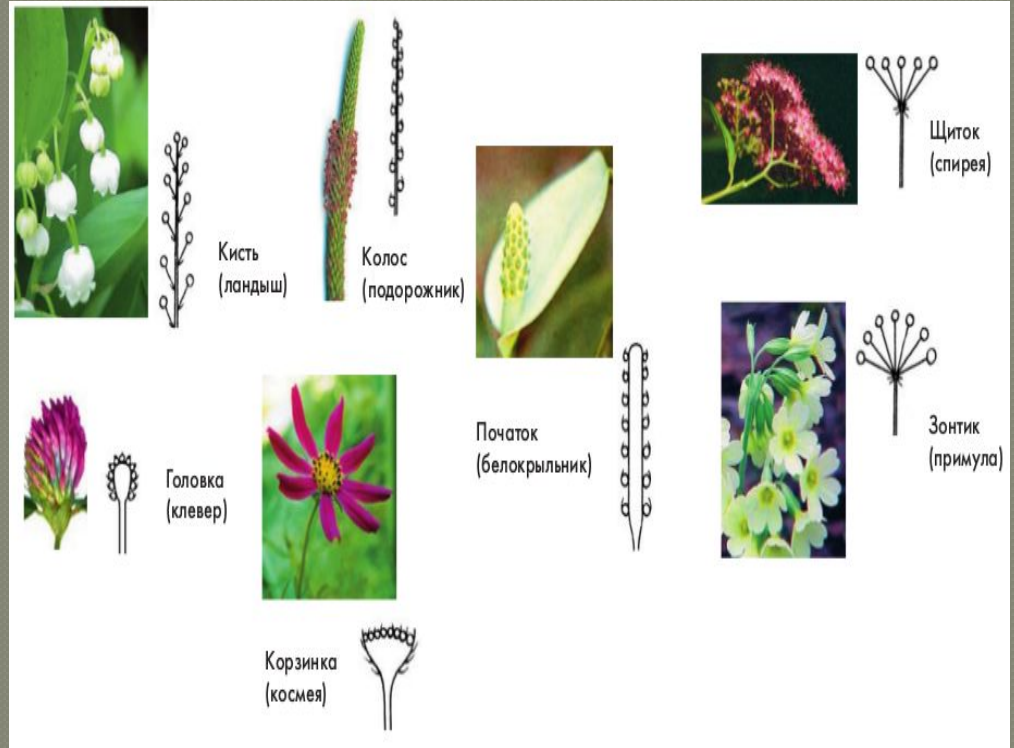 Кисть
(ландыш)
Колос
(подорожник)
Щиток
(спирея)
Головка
(клевер)
Початок
(белокрыльник)
Зонтик
(примула)
Корзинка
(космея)